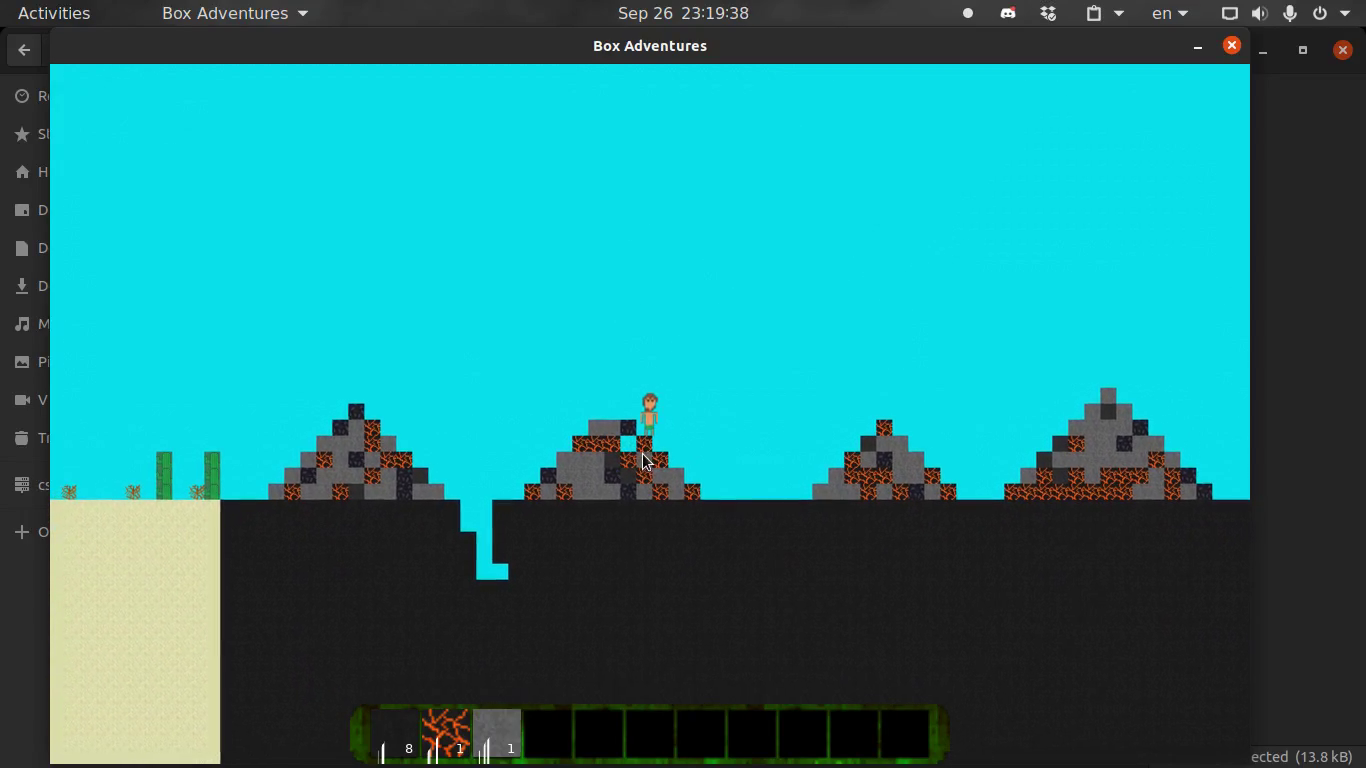 Activities Box Adventures Sep 26 23:19:38 en
Box Adventures
8 1 1
ected (13.8 kB)